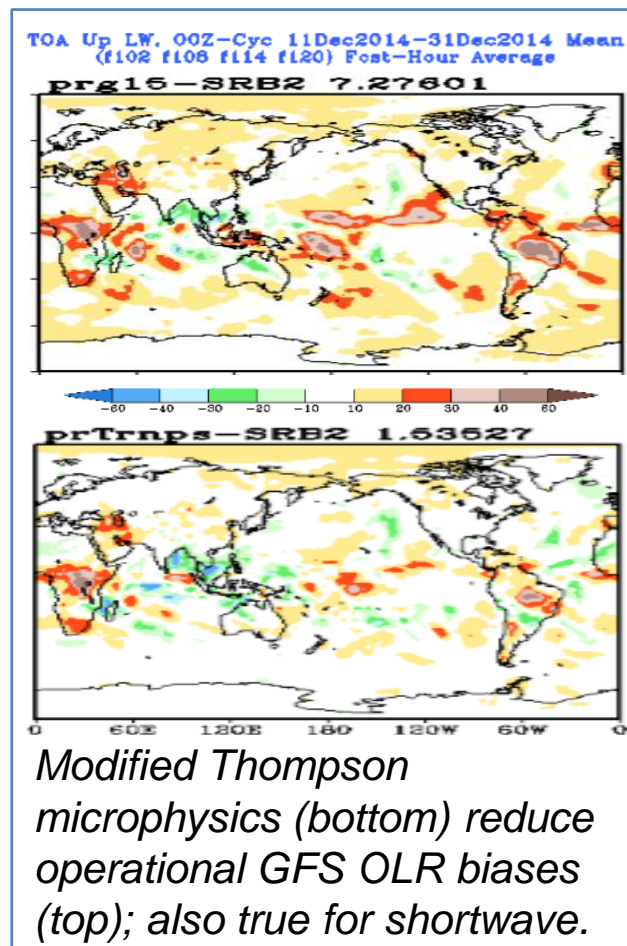 TOA Up LW, 00Z-Cyc 11Dec2014-31Dec2014 Mean
(f102 f108 f114 f120) Fcst-Hour Average
prg15-SRB2 7.27601
-60 -40 -30 -20 -10 10 20 30 40 60
prTrnps-SRB2 1.53527
0 60E 120E 180 120W 60W 0
Modified Thompson
microphysics (bottom) reduce
operational GFS OLR biases
(top); also true for shortwave.